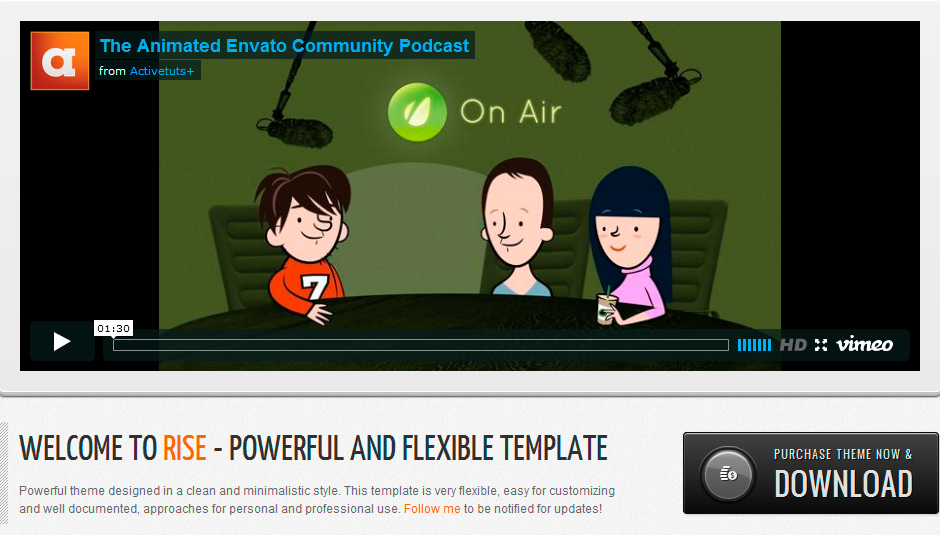 a
The Animated Envato Community Podcast
from Activetuts+
On Air
7
01:30
HD
vimeo
WELCOME TO RISE - POWERFUL AND FLEXIBLE TEMPLATE
Powerful theme designed in a clean and minimalistic style. This template is very flexible, easy for customizing
and well documented, approaches for personal and professional use. Follow me to be notified for updates!
PURCHASE THEME NOW &
DOWNLOAD